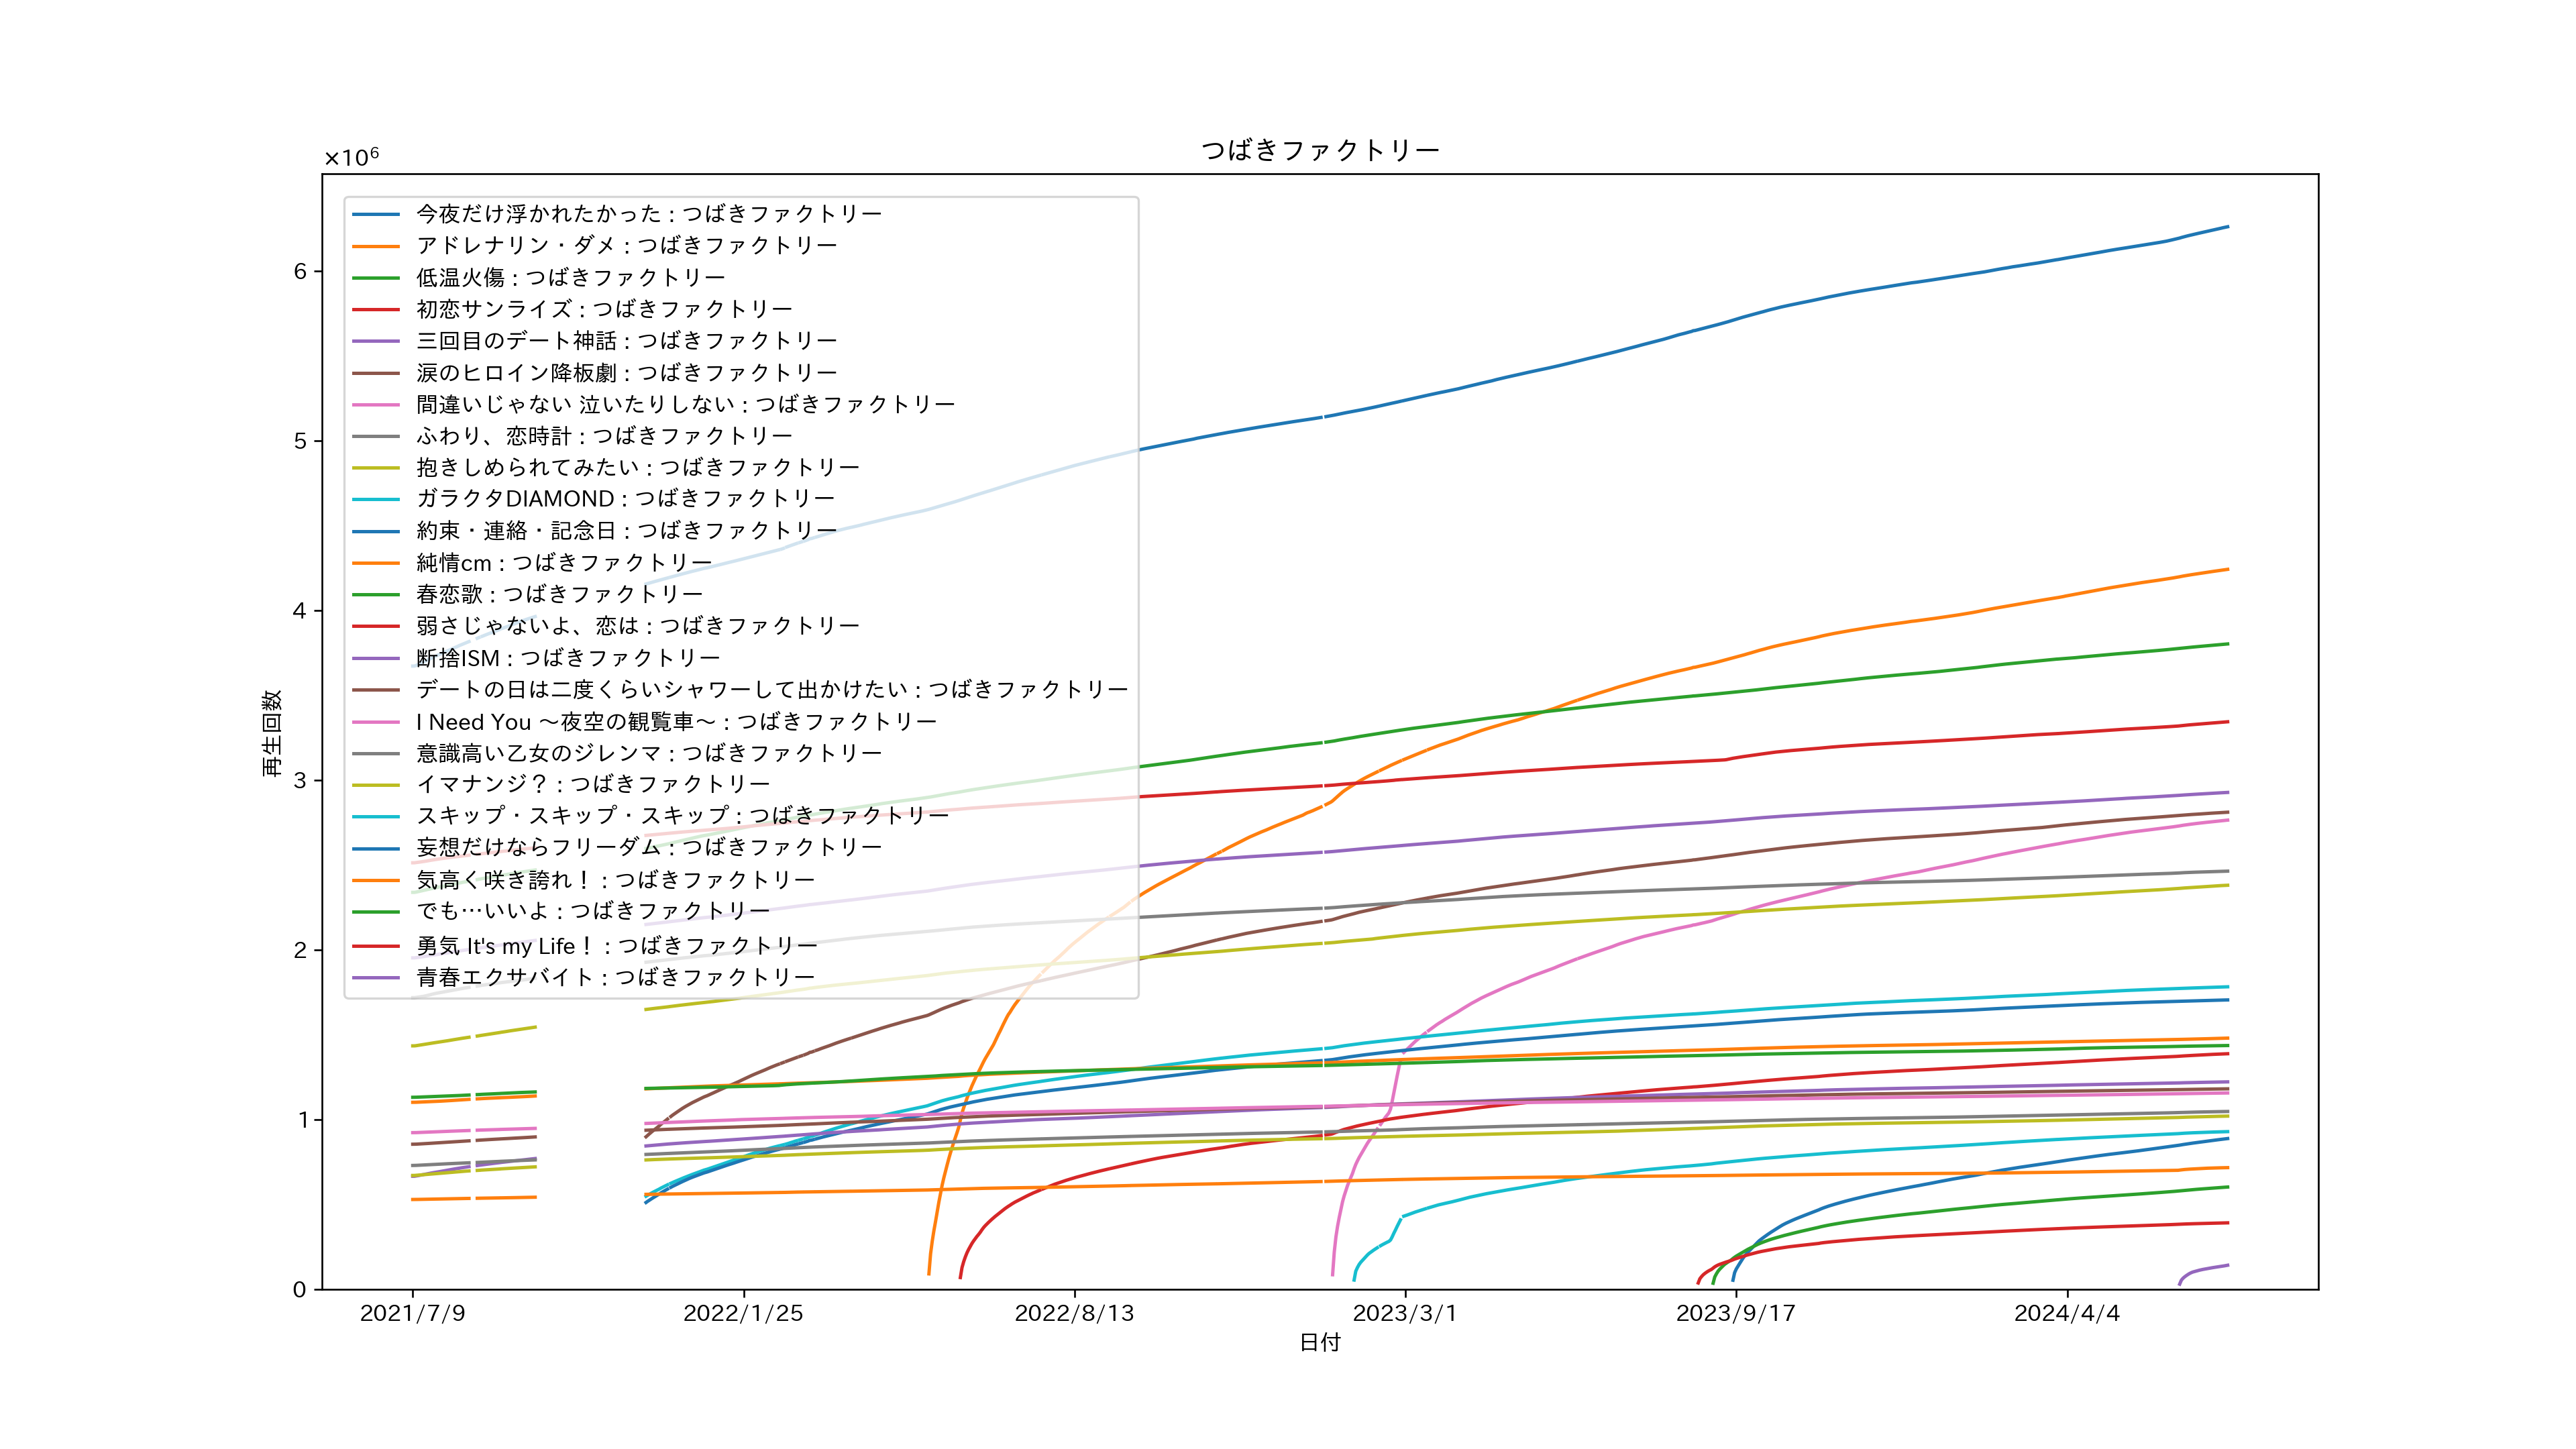 つばきファクトリー
×10⁶
今夜だけ浮かれたかった : つばきファクトリー
アドレナリン・ダメ : つばきファクトリー
低温火傷 : つばきファクトリー
初恋サンライズ : つばきファクトリー
三回目のデート神話 : つばきファクトリー
涙のヒロイン降板劇 : つばきファクトリー
間違いじゃない 泣いたりしない : つばきファクトリー
ふわり、恋時計 : つばきファクトリー
抱きしめられてみたい : つばきファクトリー
ガラクタDIAMOND : つばきファクトリー
約束・連絡・記念日 : つばきファクトリー
純情cm : つばきファクトリー
春恋歌 : つばきファクトリー
弱さじゃないよ、恋は : つばきファクトリー
断捨ISM : つばきファクトリー
デートの日は二度くらいシャワーして出かけたい : つばきファクトリー
I Need You 〜夜空の観覧車〜 : つばきファクトリー
意識高い乙女のジレンマ : つばきファクトリー
イマナンジ？ : つばきファクトリー
スキップ・スキップ・スキップ : つばきファクトリー
妄想だけならフリーダム : つばきファクトリー
気高く咲き誇れ！ : つばきファクトリー
でも…いいよ : つばきファクトリー
勇気 It's my Life！ : つばきファクトリー
青春エクサバイト : つばきファクトリー
再生回数
6
5
4
3
2
1
0
2021/7/9
2022/1/25
2022/8/13
2023/3/1
2023/9/17
2024/4/4
日付